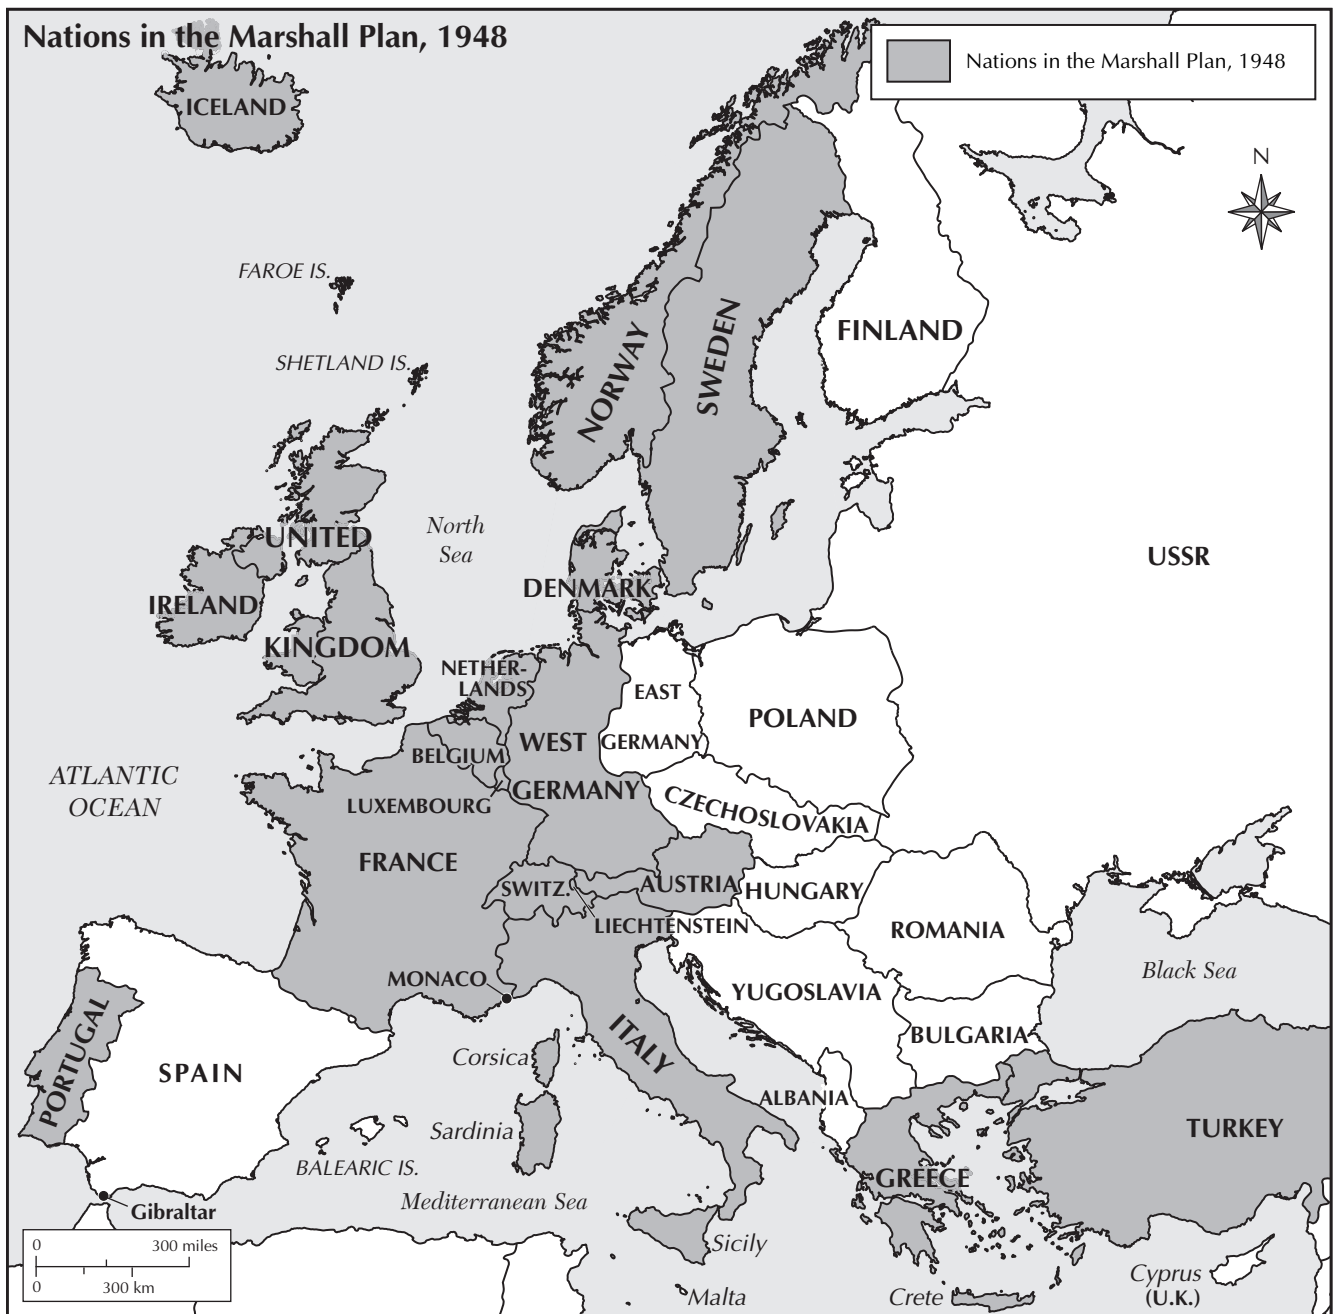 Nations in the Marshall Plan, 1948
Nations in the Marshall Plan, 1948
ICELAND
N
FAROE IS.
SHETLAND IS.
NORWAY
SWEDEN
FINLAND
North
Sea
UNITED
KINGDOM
IRELAND
DENMARK
USSR
NETHER-
LANDS
EAST
GERMANY
POLAND
WEST
GERMANY
BELGIUM
LUXEMBOURG
ATLANTIC
OCEAN
CZECHOSLOVAKIA
FRANCE
SWITZ.
AUSTRIA
HUNGARY
LIECHTENSTEIN
ROMANIA
MONACO
YUGOSLAVIA
Black Sea
BULGARIA
ITALY
PORTUGAL
SPAIN
Corsica
ALBANIA
Sardinia
TURKEY
BALEARIC IS.
GREECE
Mediterranean Sea
Gibraltar
Sicily
Malta
Crete
Cyprus
(U.K.)
0 300 miles
0 300 km